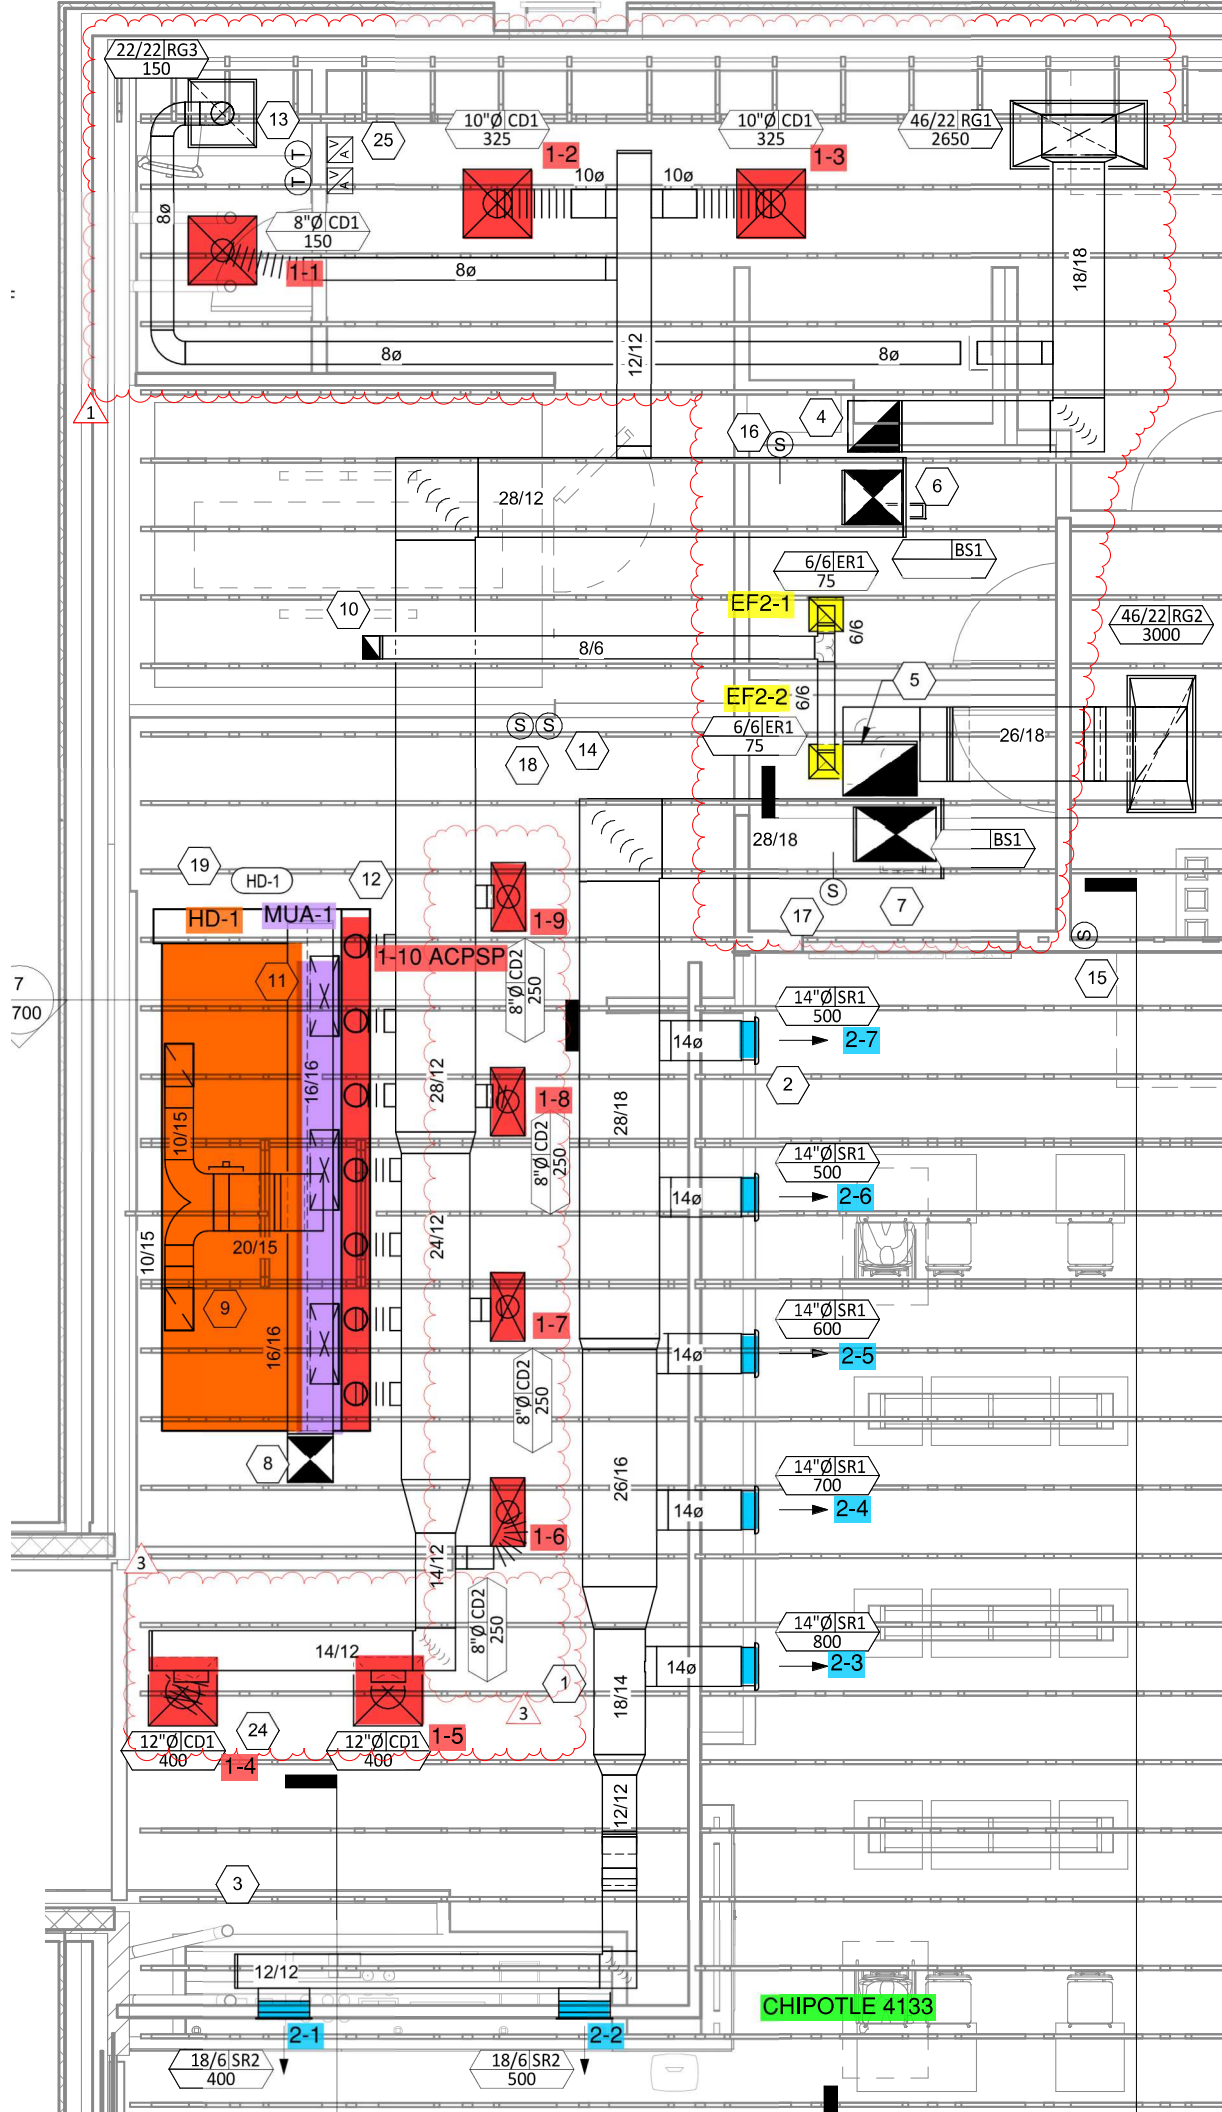 22/22 RG3
150
13
T
T
V
A
V
A
25
10"Ø CD1
325
1-2
10"Ø CD1
325
1-3
46/22 RG1
2650
10ø
10ø
8ø
8"Ø CD1
150
1-1
8ø
18/18
"
8ø
8ø
12/12
1
16
S
4
28/12
6
BS1
6/6 ER1
75
EF2-1
10
6/6
46/22 RG2
3000
8/6
EF2-2
6/6
5
6/6 ER1
75
S
S
18
14
26/18
28/18
BS1
19
HD-1
12
S
17
7
HD-1
MUA-1
1-9
1-10 ACPSP
S
15
11
8"Ø CD2
250
7
700
14"Ø SR1
500
14ø
2-7
2
16/16
28/12
1-8
28/18
10/15
8"Ø CD2
250
14"Ø SR1
500
14ø
2-6
24/12
20/15
10/15
9
1-7
14"Ø SR1
600
16/16
14ø
2-5
8"Ø CD2
250
8
26/16
14"Ø SR1
700
14ø
2-4
1-6
3
14/12
8"Ø CD2
250
14"Ø SR1
800
14/12
14ø
2-3
1
3
18/14
24
12"Ø CD1
400
1-4
12"Ø CD1
400
1-5
12/12
3
12/12
CHIPOTLE 4133
2-1
2-2
18/6 SR2
400
18/6 SR2
500